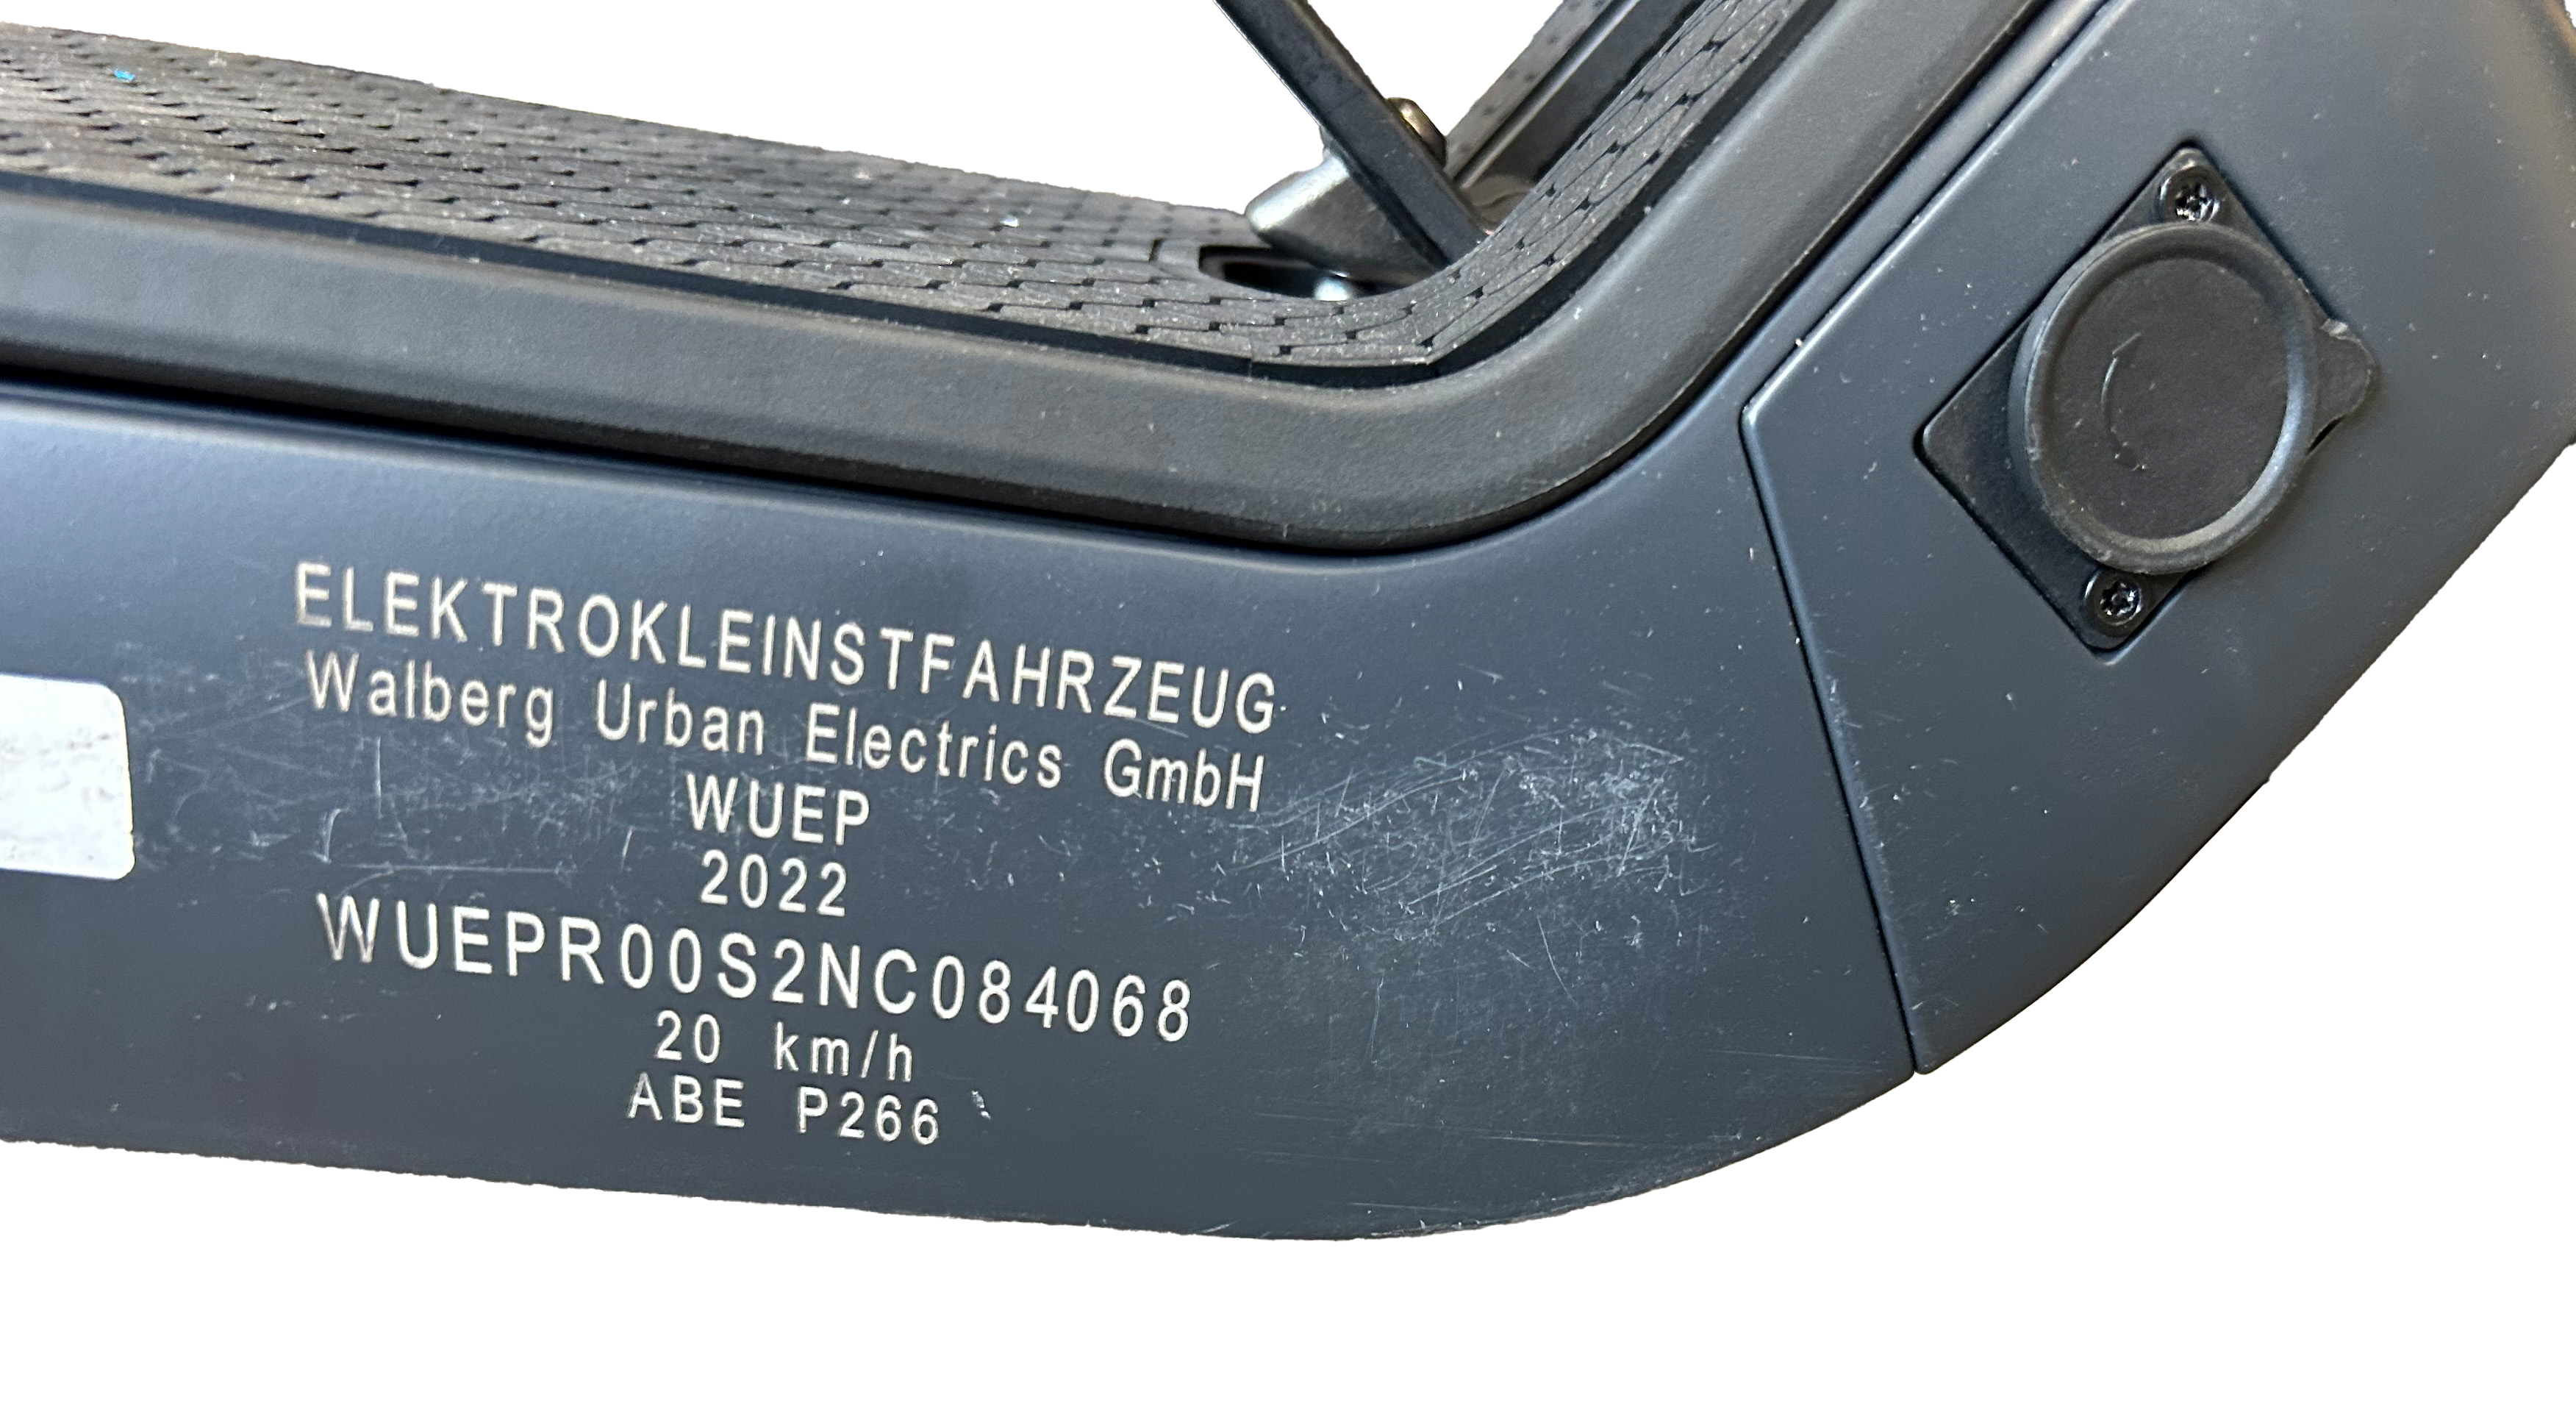 ELEKTROKLEINSTFAHRZEUG
Walberg Urban Electrics GmbH
WUEP
2022
WUEPR00S2NC084068
20 km/h
ABE P266